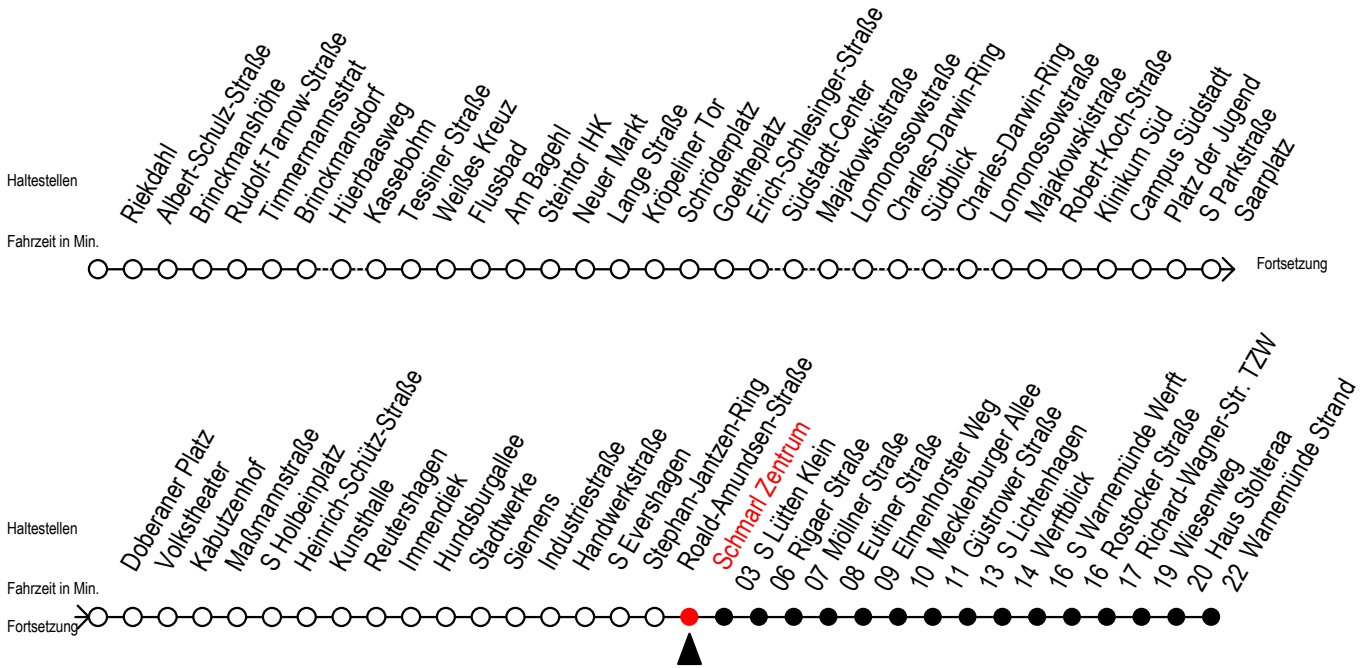 Haltestellen
Riekdahl
Albert-Schulz-Straße
Brinckmanshöhe
Rudolf-Tarnow-Straße
Timmermannsstrat
Brinckmansdorf
Hüerbaasweg
Kassebohm
Tessiner Straße
Weißes Kreuz
Flussbad
Am Bagehl
Steintor IHK
Neuer Markt
Lange Straße
Kröpeliner Tor
Schröderplatz
Goetheplatz
Erich-Schlesinger-Straße
Südstadt-Center
Majakowskistraße
Lomonossowstraße
Charles-Darwin-Ring
Südblick
Charles-Darwin-Ring
Lomonossowstraße
Majakowskistraße
Robert-Koch-Straße
Klinikum Süd
Campus Südstadt
Platz der Jugend
S Parkstraße
Saarplatz
Fahrzeit in Min.
Fortsetzung
Haltestellen
Doberaner Platz
Volkstheater
Kabutzenhof
Maßmannstraße
S Holbeinplatz
Heinrich-Schütz-Straße
Kunsthalle
Reutershagen
Immendiek
Hundsburgallee
Stadtwerke
Siemens
Industriestraße
Handwerkstraße
S Evershagen
Stephan-Jantzen-Ring
Roald-Amundsen-Straße
Schmarl Zentrum
03 S Lütten Klein
06 Rigaer Straße
07 Möllner Straße
08 Eutiner Straße
09 Elmenhorster Weg
10 Mecklenburger Allee
11 Güstrower Straße
13 S Lichtenhagen
14 Werftblick
16 S Warnemünde Werft
16 Rostocker Straße
17 Richard-Wagner-Str. TZW
19 Wiesenweg
20 Haus Stolteraa
22 Warnemünde Strand
Fahrzeit in Min.
Fortsetzung